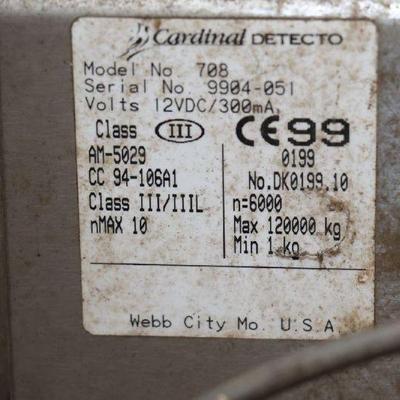 Cardinal DETECTO
Model No. 708
Serial No. 9904-051
Volts 12VDC/300mA
Class III CE99
AM-5029 0199
CC 94-106A1 No.DK0199.10
Class III/IIIL n=6000
nMAX 10 Max 120000 kg
Min 1 kg
Webb City Mo. U.S.A.